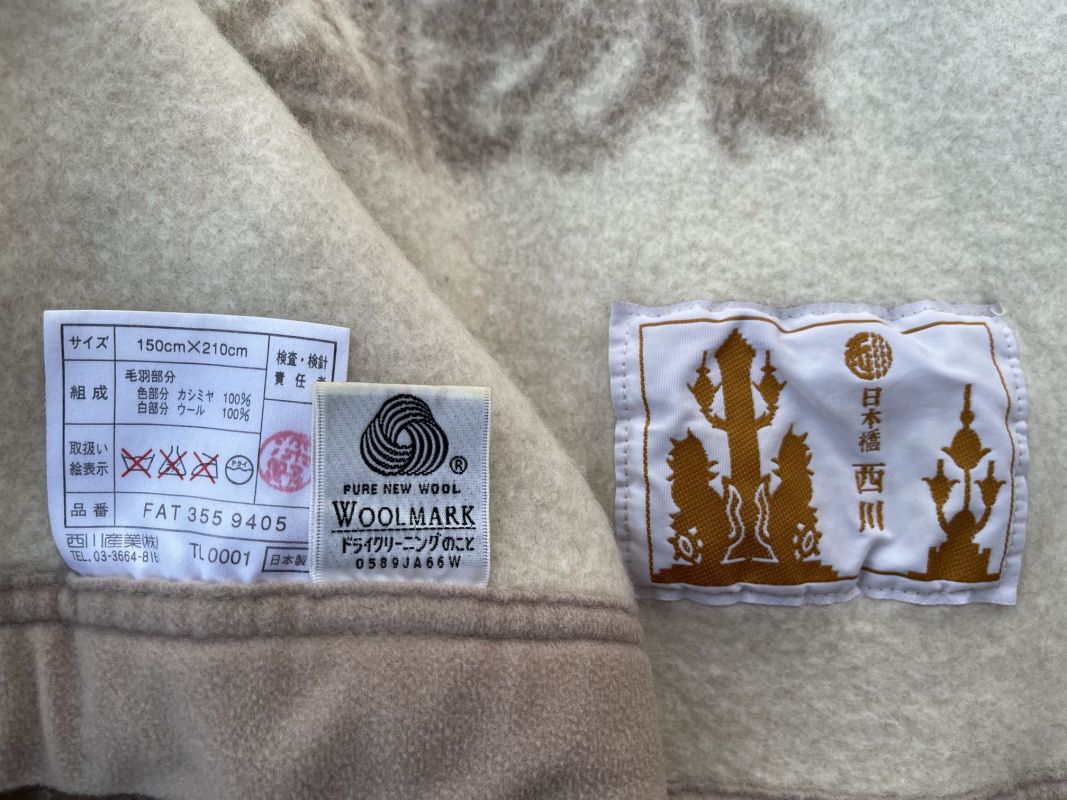 サイズ 150cm×210cm
検査・検針
責任
組成
毛羽部分
色部分 カシミヤ 100%
白部分 ウール 100%
取扱い
絵表示
ドライ
品番 FAT 355 9405
西川産業㈱
TEL. 03-3664-81
TL0001 日本製
®
PURE NEW WOOL
WOOLMARK
ドライクリーニングのこと
0589JA66W
日本橋
西川